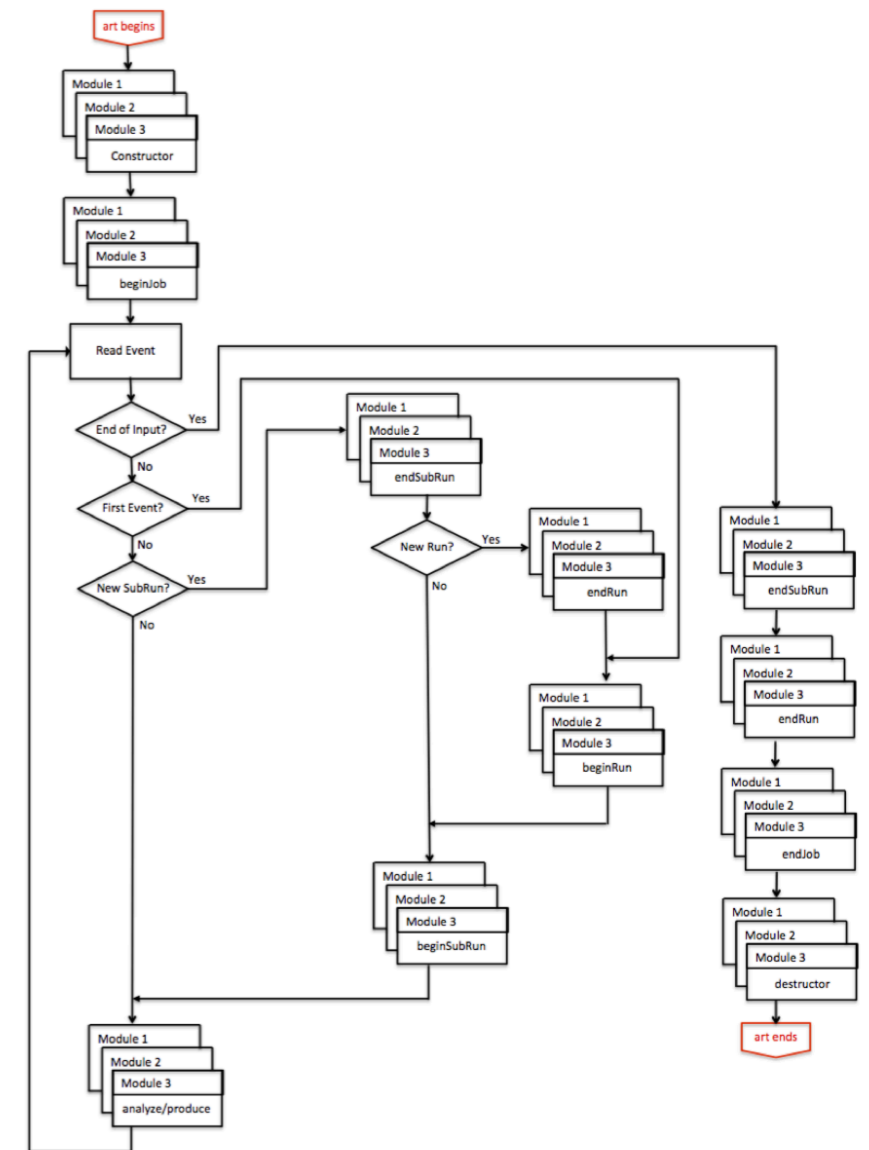 art begins
Module 1
Module 2
Module 3
Constructor
Module 1
Module 2
Module 3
beginJob
Read Event
End of Input?
Yes
No
First Event?
Yes
No
New SubRun?
Yes
No
Module 1
Module 2
Module 3
endSubRun
New Run?
Yes
No
Module 1
Module 2
Module 3
endRun
Module 1
Module 2
Module 3
beginRun
Module 1
Module 2
Module 3
beginSubRun
Module 1
Module 2
Module 3
analyze/produce
Module 1
Module 2
Module 3
endSubRun
Module 1
Module 2
Module 3
endRun
Module 1
Module 2
Module 3
endJob
Module 1
Module 2
Module 3
destructor
art ends